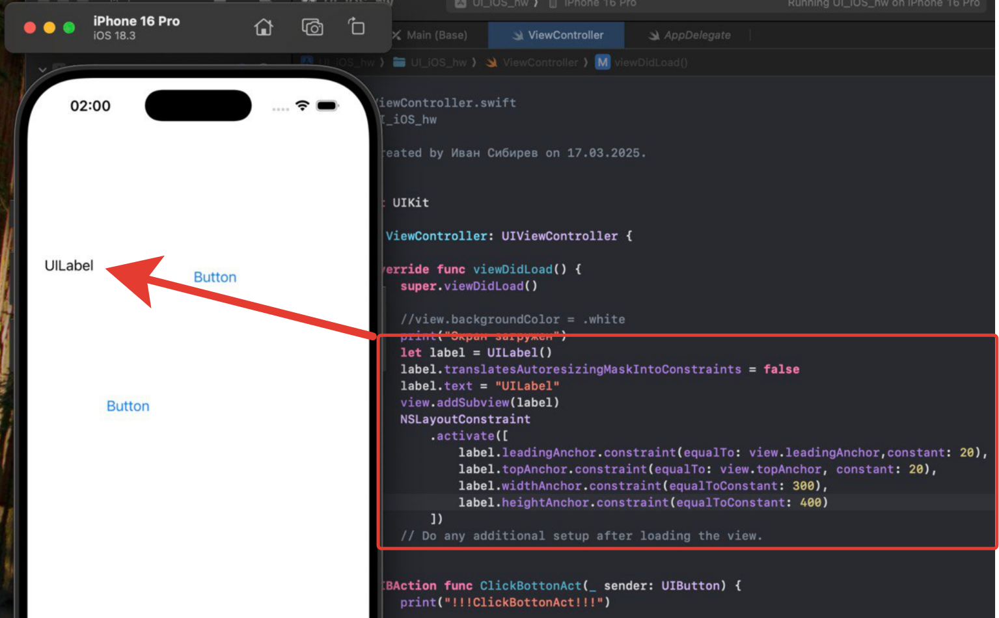 iPhone 16 Pro
iOS 18.3
UI_iOS_hw ⟩ iPhone 16 Pro
Running UI_iOS_hw on iPhone 16 Pro
Main (Base)
ViewController
AppDelegate
UI_iOS_hw ⟩ UI_iOS_hw ⟩ ViewController ⟩ M viewDidLoad()
02:00
UILabel
Button
Button
iewController.swift
I_iOS_hw
reated by Иван Сибирев on 17.03.2025.
UIKit
ViewController: UIViewController {
erride func viewDidLoad() {
super.viewDidLoad()
//view.backgroundColor = .white
print("Экран загружен")
let label = UILabel()
label.translatesAutoresizingMaskIntoConstraints = false
label.text = "UILabel"
view.addSubview(label)
NSLayoutConstraint
.activate([
label.leadingAnchor.constraint(equalTo: view.leadingAnchor,constant: 20),
label.topAnchor.constraint(equalTo: view.topAnchor, constant: 20),
label.widthAnchor.constraint(equalToConstant: 300),
label.heightAnchor.constraint(equalToConstant: 400)
])
// Do any additional setup after loading the view.
BAction func ClickBottonAct(_ sender: UIButton) {
print("!!!ClickBottonAct!!!")